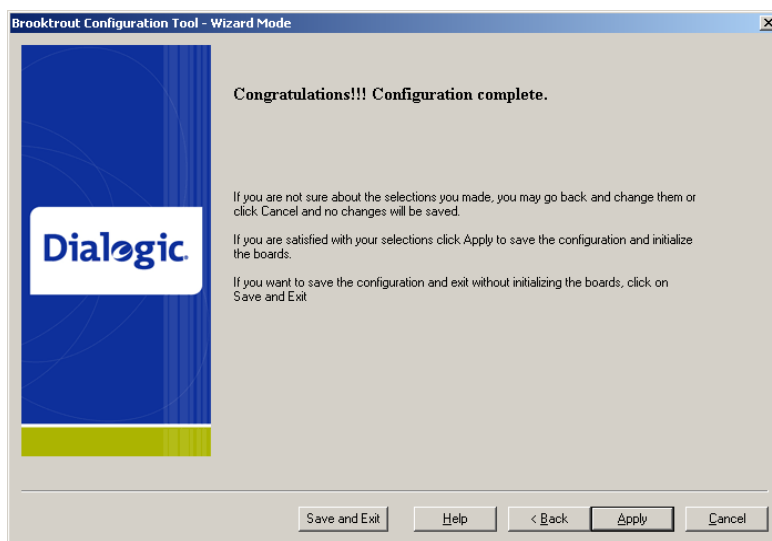 Brooktrout Configuration Tool - Wizard Mode
Congratulations!!! Configuration complete.
If you are not sure about the selections you made, you may go back and change them or
click Cancel and no changes will be saved.
Dialogic.
If you are satisfied with your selections click Apply to save the configuration and initialize
the boards.
If you want to save the configuration and exit without initializing the boards, click on
Save and Exit
Save and Exit
Help
< Back
Apply
Cancel